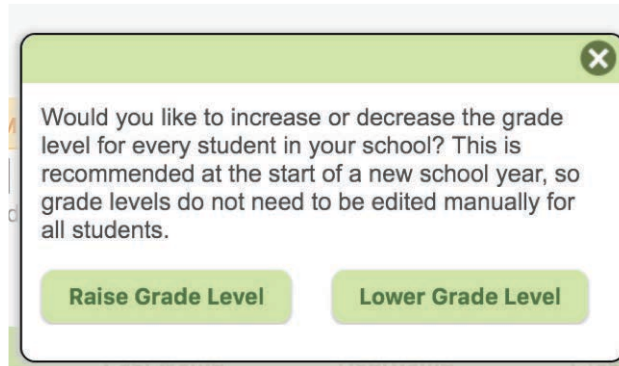 Would you like to increase or decrease the grade
level for every student in your school? This is
recommended at the start of a new school year, so
grade levels do not need to be edited manually for
all students.
Raise Grade Level
Lower Grade Level